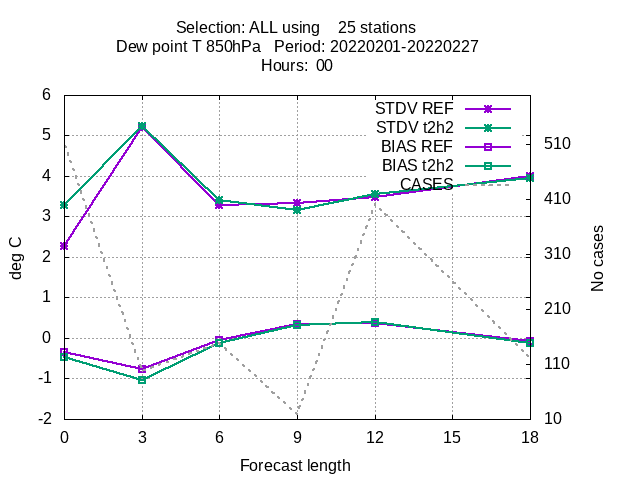 Selection: ALL using    25 stations
Dew point T 850hPa   Period: 20220201-20220227
Hours:  00
STDV REF
STDV t2h2
BIAS REF
BIAS t2h2
CASES
6
5
4
3
2
1
0
-1
-2
deg C
510
410
310
210
110
10
No cases
0 3 6 9 12 15 18
Forecast length